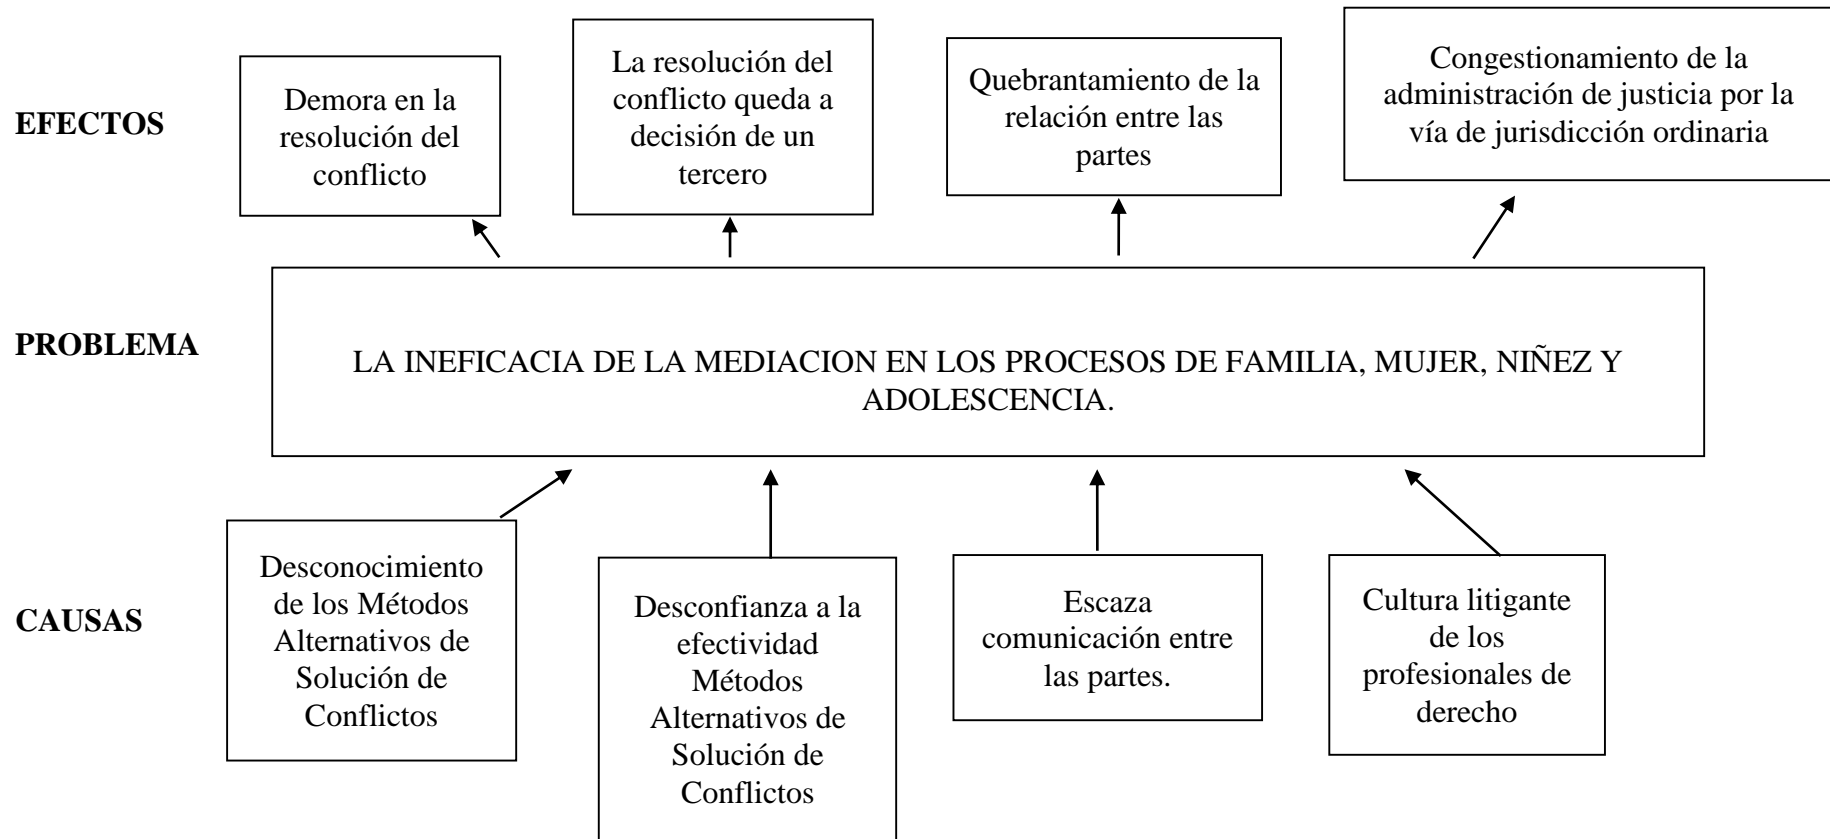 EFECTOS
Demora en la
resolución del
conflicto
La resolución del
conflicto queda a
decisión de un
tercero
Quebrantamiento de la
relación entre las
partes
Congestionamiento de la
administración de justicia por la
vía de jurisdicción ordinaria
PROBLEMA
LA INEFICACIA DE LA MEDIACION EN LOS PROCESOS DE FAMILIA, MUJER, NIÑEZ Y
ADOLESCENCIA.
CAUSAS
Desconocimiento
de los Métodos
Alternativos de
Solución de
Conflictos
Desconfianza a la
efectividad
Métodos
Alternativos de
Solución de
Conflictos
Escaza
comunicación entre
las partes.
Cultura litigante
de los
profesionales de
derecho